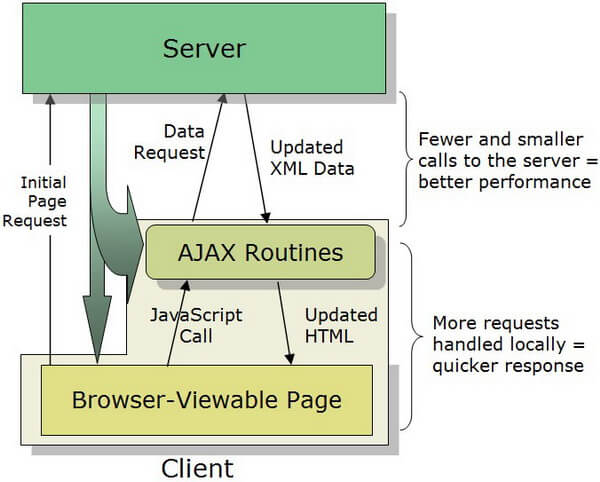 Server
Initial
Page
Request
Data
Request
Updated
XML Data
Fewer and smaller
calls to the server =
better performance
AJAX Routines
JavaScript
Call
Updated
HTML
More requests
handled locally =
quicker response
Browser-Viewable Page
Client